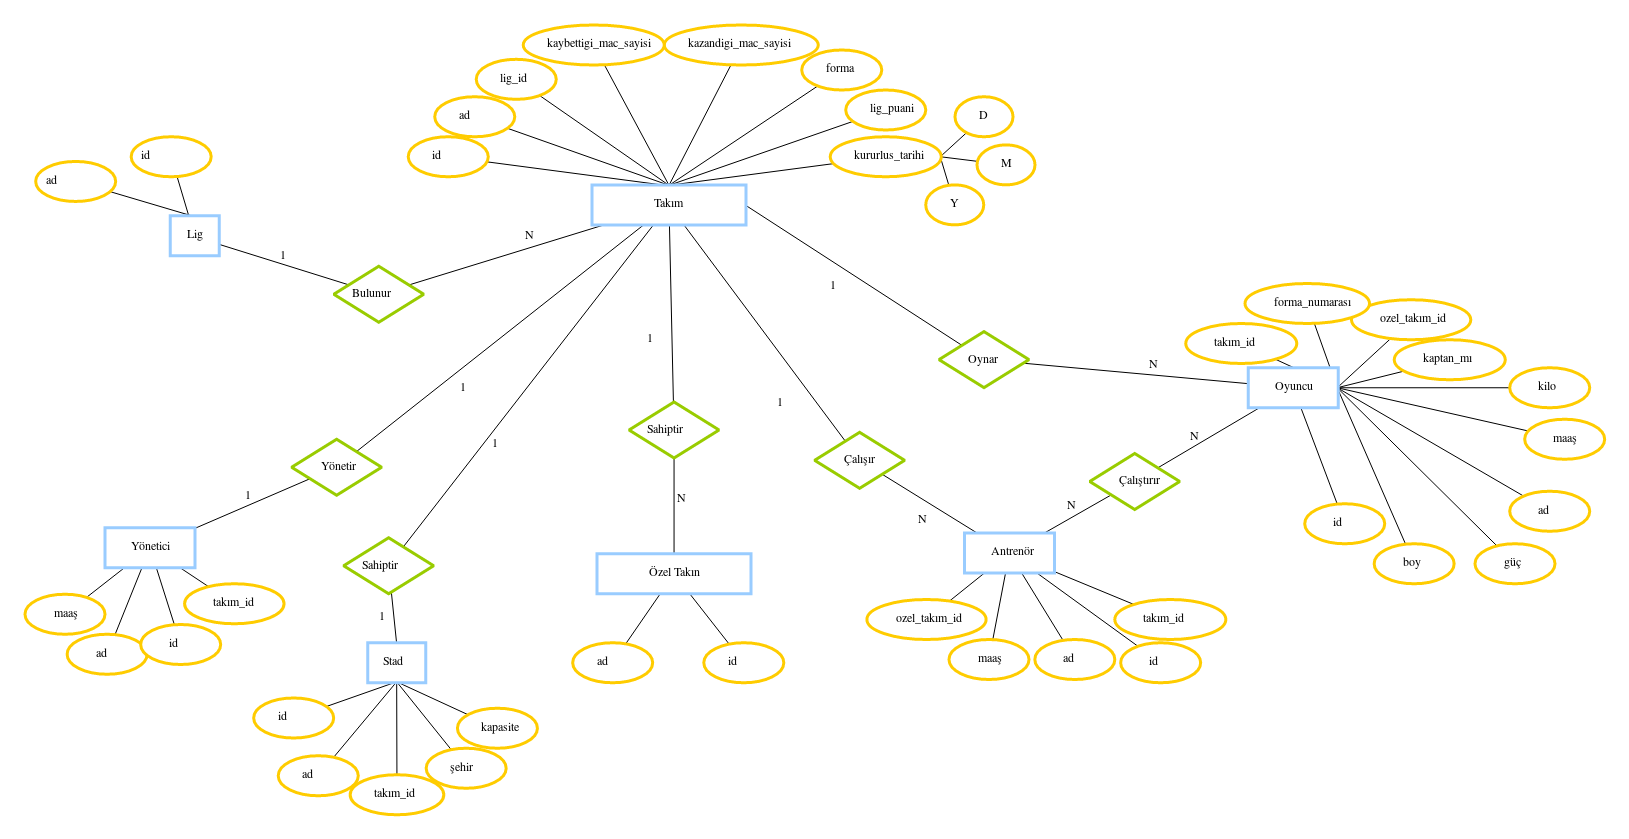 kaybettigi_mac_sayisi
kazandigi_mac_sayisi
lig_id
forma
ad
lig_puani
id
kururlus_tarihi
D
M
Y
Takım
ad
id
Lig
1
N
Bulunur
1
Oynar
N
forma_numarası
ozel_takım_id
takım_id
kaptan_mı
Oyuncu
kilo
maaş
ad
güç
boy
id
1
Yönetir
1
Yönetici
maaş
ad
id
takım_id
1
Sahiptir
1
Stad
id
ad
takım_id
şehir
kapasite
1
Sahiptir
N
Özel Takın
ad
id
1
Çalışır
N
Antrenör
N
Çalıştırır
N
ozel_takım_id
maaş
ad
id
takım_id